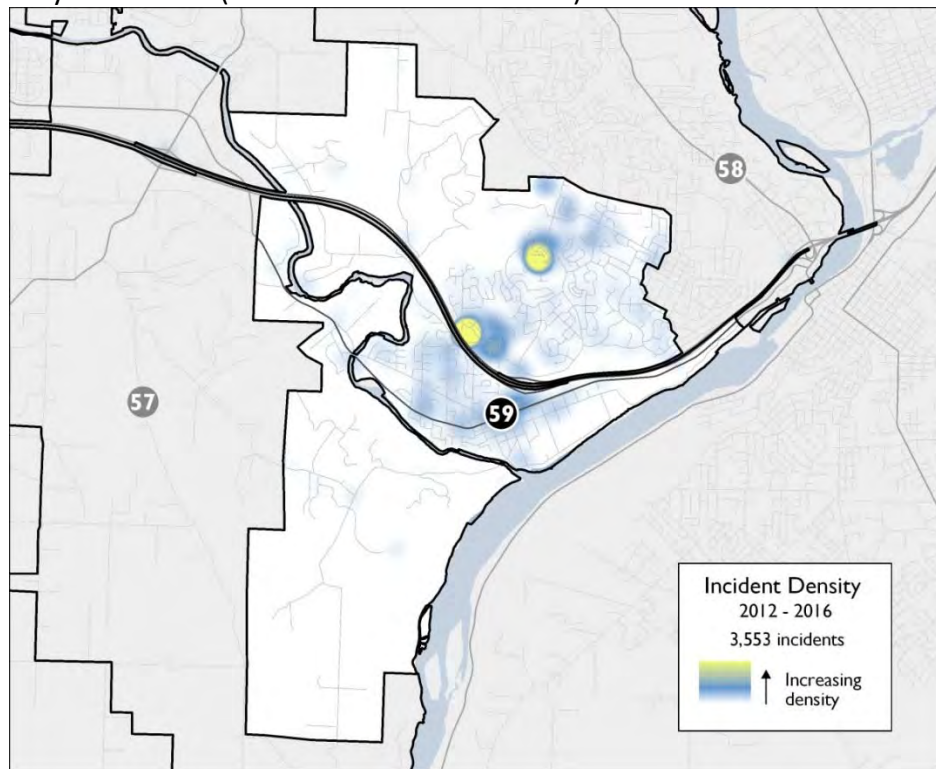 58
57
59
Incident Density
2012 - 2016
3,553 incidents
Increasing
density